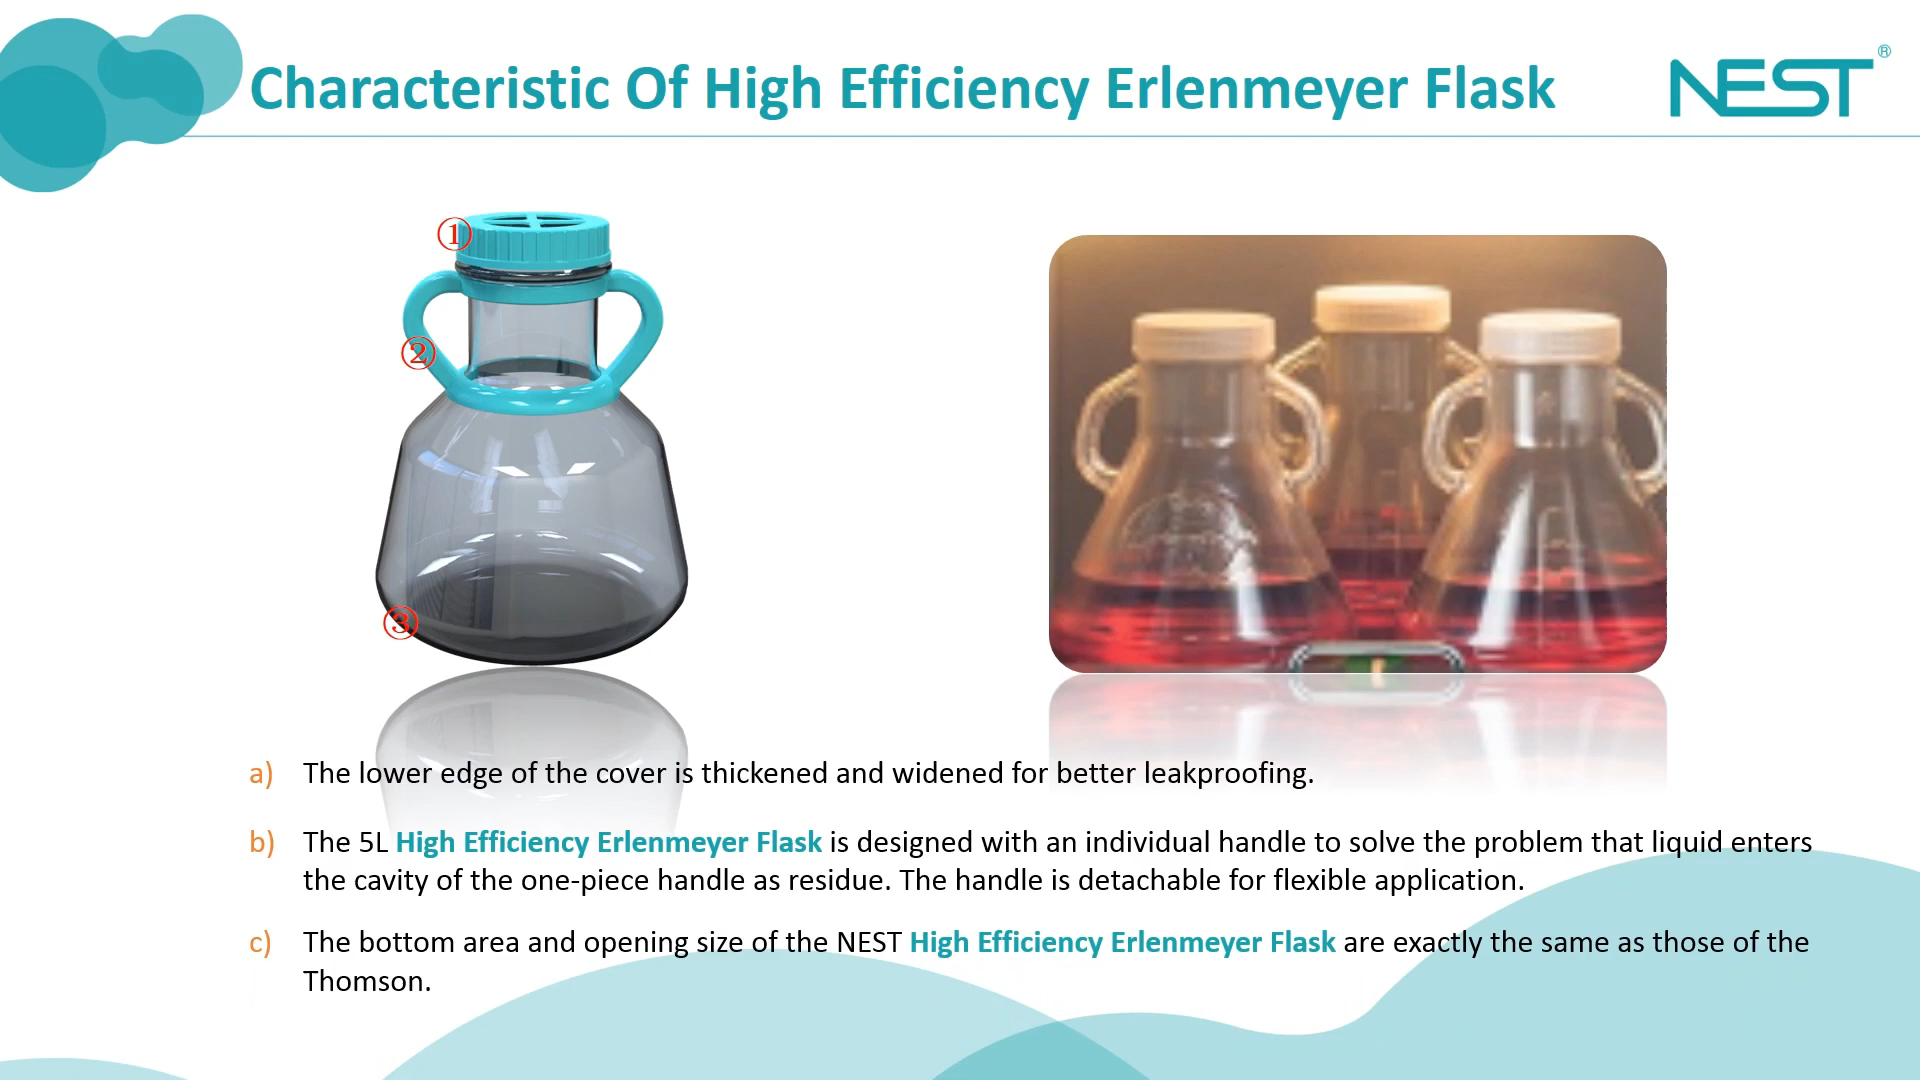 Characteristic Of High Efficiency Erlenmeyer Flask
NEST®
①
②
③
a) The lower edge of the cover is thickened and widened for better leakproofing.
b) The 5L High Efficiency Erlenmeyer Flask is designed with an individual handle to solve the problem that liquid enters
the cavity of the one-piece handle as residue. The handle is detachable for flexible application.
c) The bottom area and opening size of the NEST High Efficiency Erlenmeyer Flask are exactly the same as those of the
Thomson.